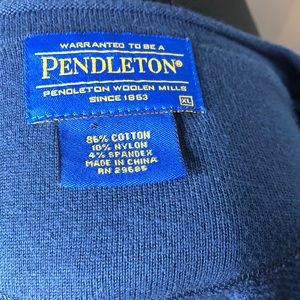 WARRANTED TO BE A
PENDLETON®
PENDLETON WOOLEN MILLS
SINCE 1863
XL
86% COTTON
10% NYLON
4% SPANDEX
MADE IN CHINA
RN 29685